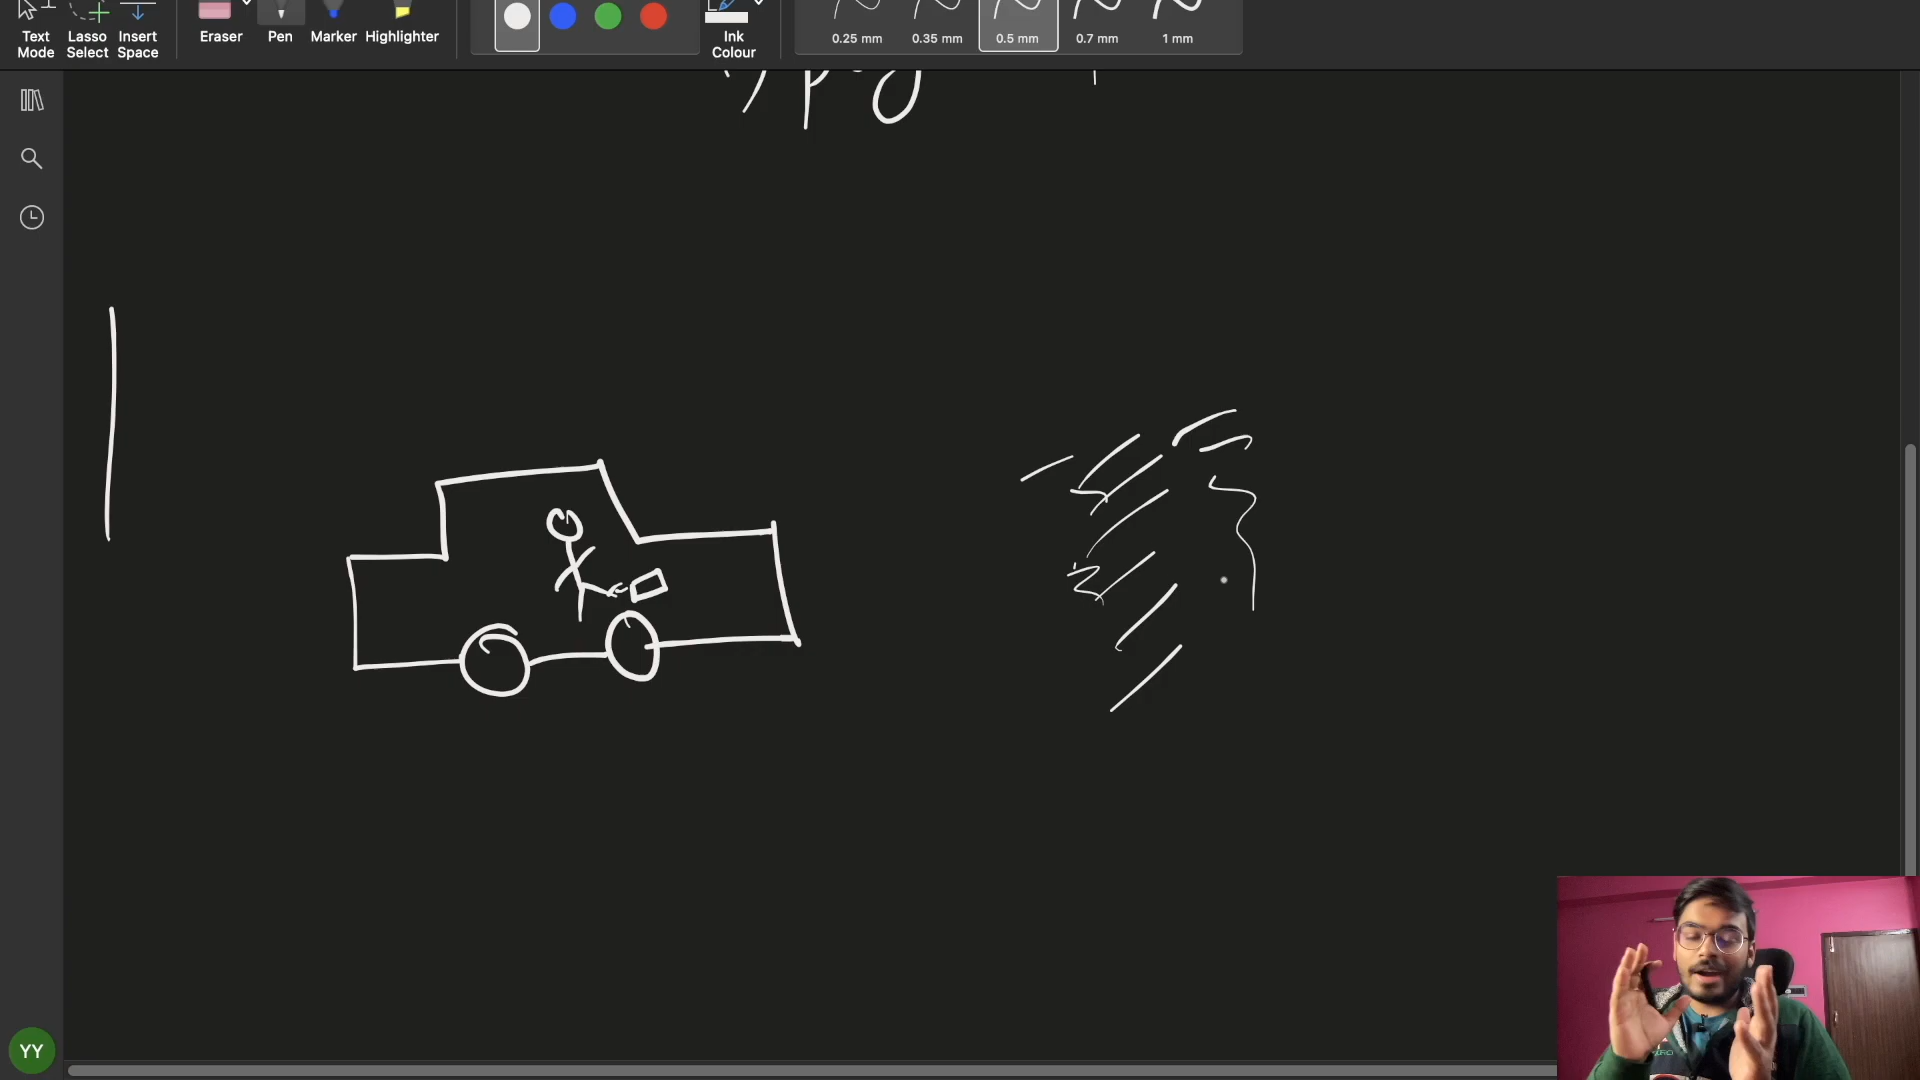 Text
Mode
Lasso
Select
Insert
Space
Eraser
Pen
Marker
Highlighter
Ink
Colour
0.25 mm
0.35 mm
0.5 mm
0.7 mm
1 mm
YY